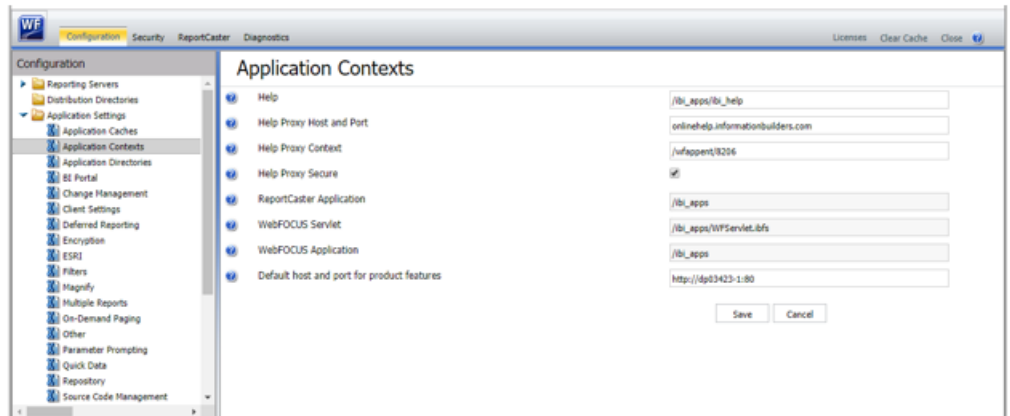 WF
Configuration Security ReportCaster Diagnostics
Licenses Clear Cache Close
Configuration
Reporting Servers
Distribution Directories
Application Settings
Application Caches
Application Contexts
Application Directories
BI Portal
Change Management
Client Settings
Deferred Reporting
Encryption
ESRI
Filters
Magnify
Multiple Reports
On-Demand Paging
Other
Parameter Prompting
Quick Data
Repository
Source Code Management
Application Contexts
Help /ibi_apps/ibi_help
Help Proxy Host and Port onlinehelp.informationbuilders.com
Help Proxy Context /wfappent/8206
Help Proxy Secure
ReportCaster Application /ibi_apps
WebFOCUS Servlet /ibi_apps/WFServlet.ibfs
WebFOCUS Application /ibi_apps
Default host and port for product features http://dp03423-1:80
Save Cancel